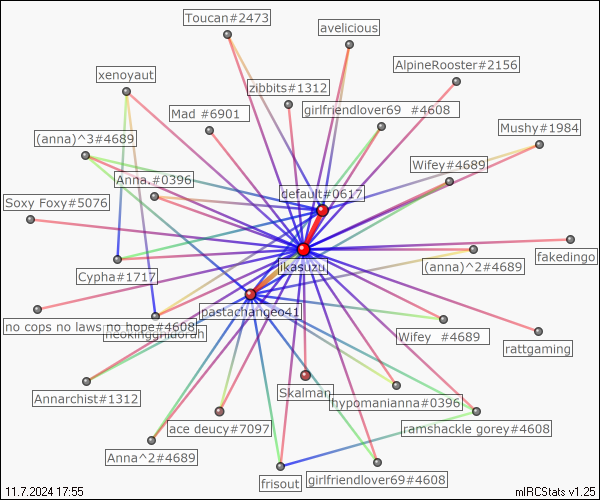 Toucan#2473
avelicious
AlpineRooster#2156
xenoyaut
zibbits#1312
Mad #6901
girlfriendlover69 #4608
Mushy#1984
(anna)^3#4689
Wifey#4689
Anna.#0396
default#0617
Soxy Foxy#5076
fakedingo
jikasuzu
(anna)^2#4689
Cypha#1717
pastachangeo41
no cops no laws no hope#4608
Wifey #4689
rattgaming
Skalman
Annarchist#1312
hypomanianna#0396
ace deucy#7097
ramshackle gorey#4608
Anna^2#4689
frisout
girlfriendlover69#4608
11.7.2024 17:55
mIRCStats v1.25